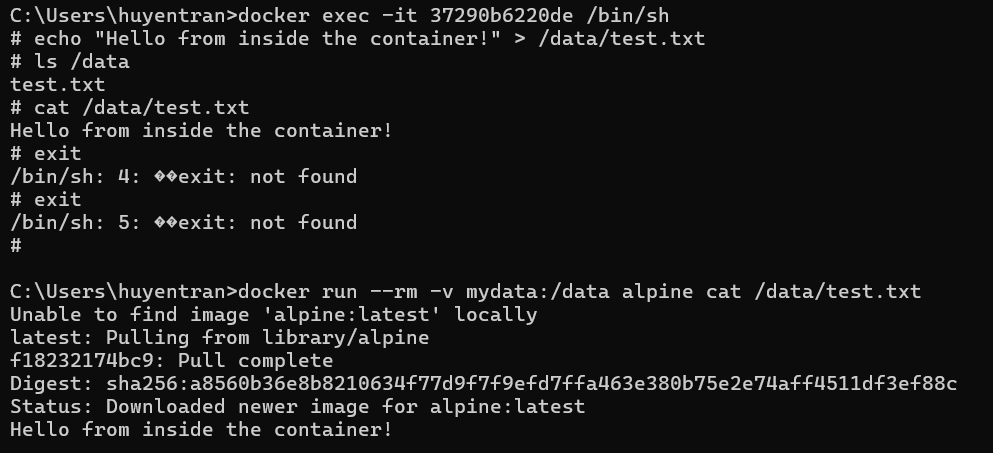 C:\Users\huyentran>docker exec -it 37290b6220de /bin/sh
# echo "Hello from inside the container!" > /data/test.txt
# ls /data
test.txt
# cat /data/test.txt
Hello from inside the container!
# exit
/bin/sh: 4: ��exit: not found
# exit
/bin/sh: 5: ��exit: not found
#
C:\Users\huyentran>docker run --rm -v mydata:/data alpine cat /data/test.txt
Unable to find image 'alpine:latest' locally
latest: Pulling from library/alpine
f18232174bc9: Pull complete
Digest: sha256:a8560b36e8b8210634f77d9f7f9efd7ffa463e380b75e2e74aff4511df3ef88c
Status: Downloaded newer image for alpine:latest
Hello from inside the container!